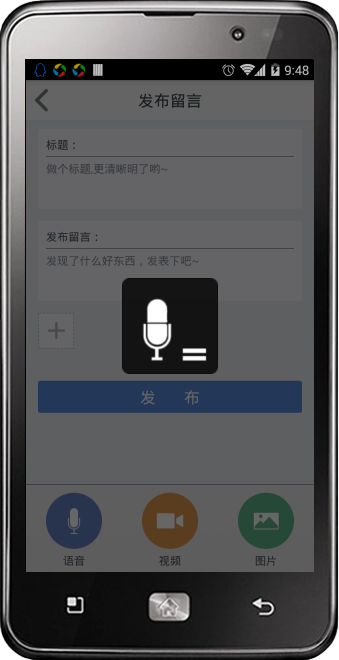 9:48
发布留言
标题：
做个标题,更清晰明了哟~
发布留言：
发现了什么好东西，发表下吧~
发 布
语音
视频
图片